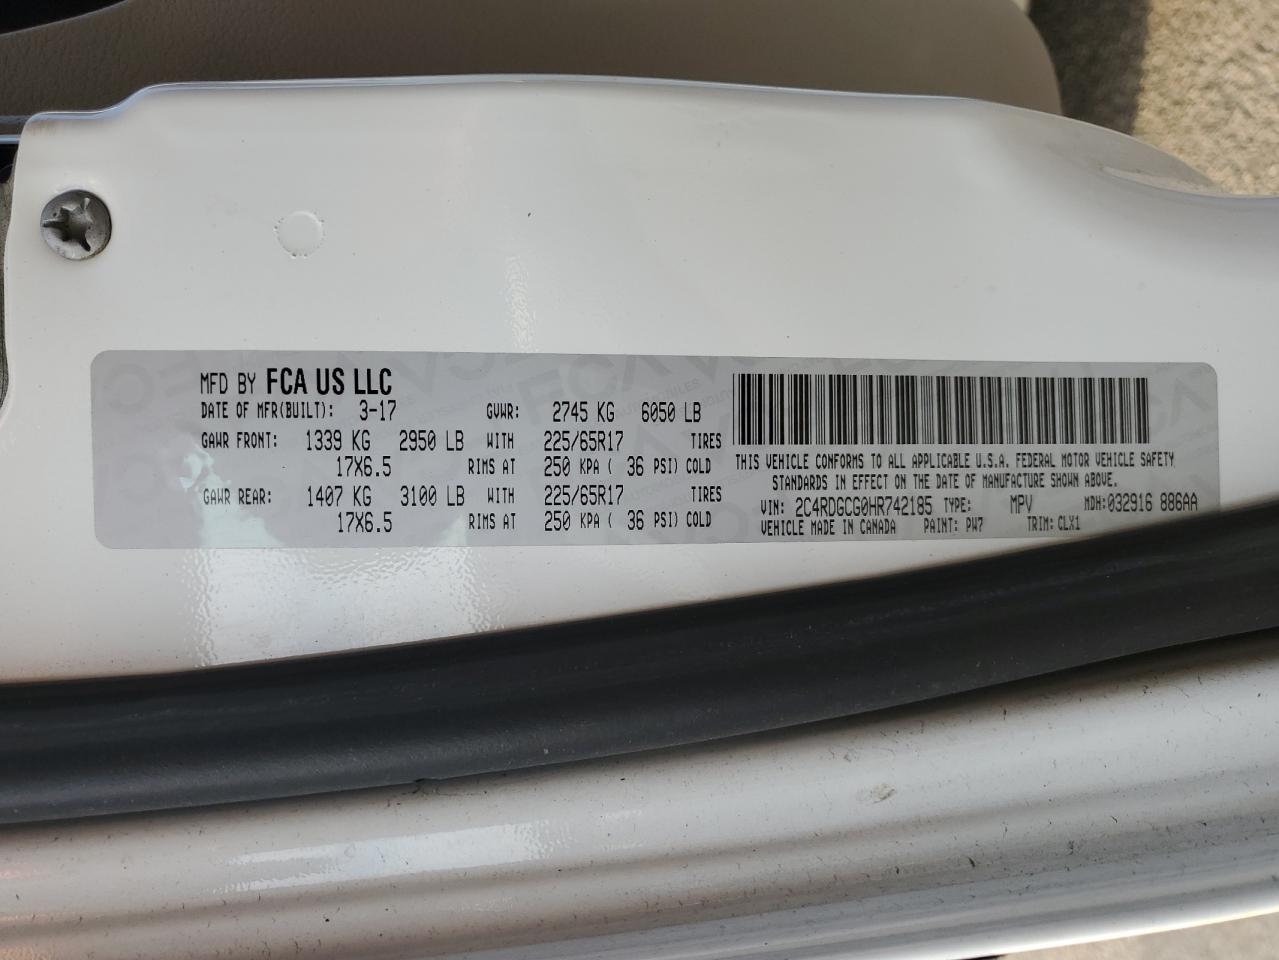 MFD BY FCA US LLC
DATE OF MFR(BUILT): 3-17 GVWR: 2745 KG 6050 LB
GAWR FRONT: 1339 KG 2950 LB WITH 225/65R17 TIRES
17X6.5 RIMS AT 250 KPA ( 36 PSI) COLD
GAWR REAR: 1407 KG 3100 LB WITH 225/65R17 TIRES
17X6.5 RIMS AT 250 KPA ( 36 PSI) COLD
THIS VEHICLE CONFORMS TO ALL APPLICABLE U.S.A. FEDERAL MOTOR VEHICLE SAFETY
STANDARDS IN EFFECT ON THE DATE OF MANUFACTURE SHOWN ABOVE.
VIN: 2C4RDGCG0HR742185 TYPE: MPV MDH: 032916 886AA
VEHICLE MADE IN CANADA PAINT: PW7 TRIM: CLX1